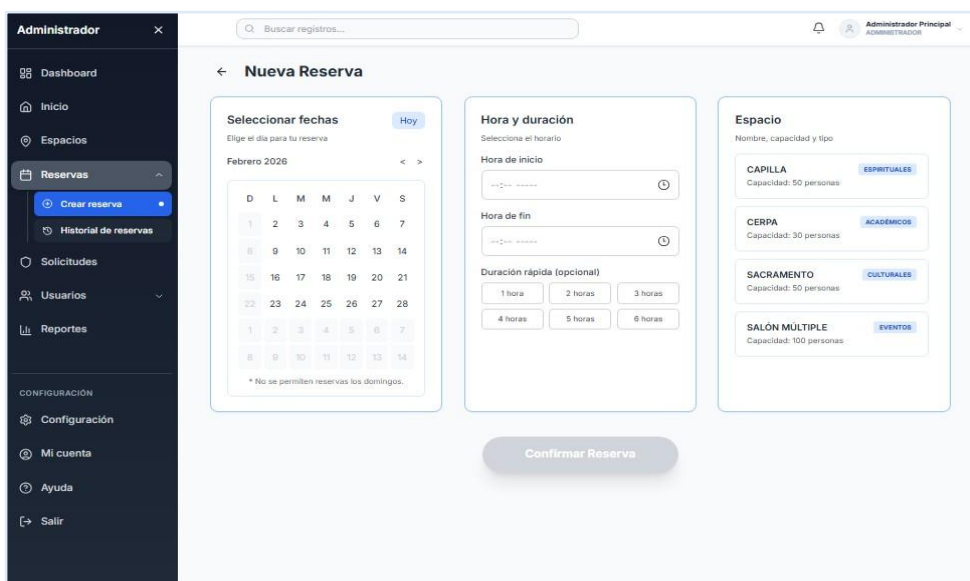 Administrador
Dashboard
Inicio
Espacios
Reservas
Crear reserva
Historial de reservas
Solicitudes
Usuarios
Reportes
CONFIGURACIÓN
Configuración
Mi cuenta
Ayuda
Salir
Buscar registros...
Administrador Principal
ADMINISTRADOR
← Nueva Reserva
Seleccionar fechas Hoy
Elige el día para tu reserva
Febrero 2026 < >
D L M M J V S
1 2 3 4 5 6 7
8 9 10 11 12 13 14
15 16 17 18 19 20 21
22 23 24 25 26 27 28
1 2 3 4 5 6 7
8 9 10 11 12 13 14
* No se permiten reservas los domingos.
Hora y duración
Selecciona el horario
Hora de inicio
--:-- -----
Hora de fin
--:-- -----
Duración rápida (opcional)
1 hora 2 horas 3 horas
4 horas 5 horas 6 horas
Espacio
Nombre, capacidad y tipo
CAPILLA ESPIRITUALES
Capacidad: 50 personas
CERPA ACADÉMICOS
Capacidad: 30 personas
SACRAMENTO CULTURALES
Capacidad: 50 personas
SALÓN MÚLTIPLE EVENTOS
Capacidad: 100 personas
Confirmar Reserva